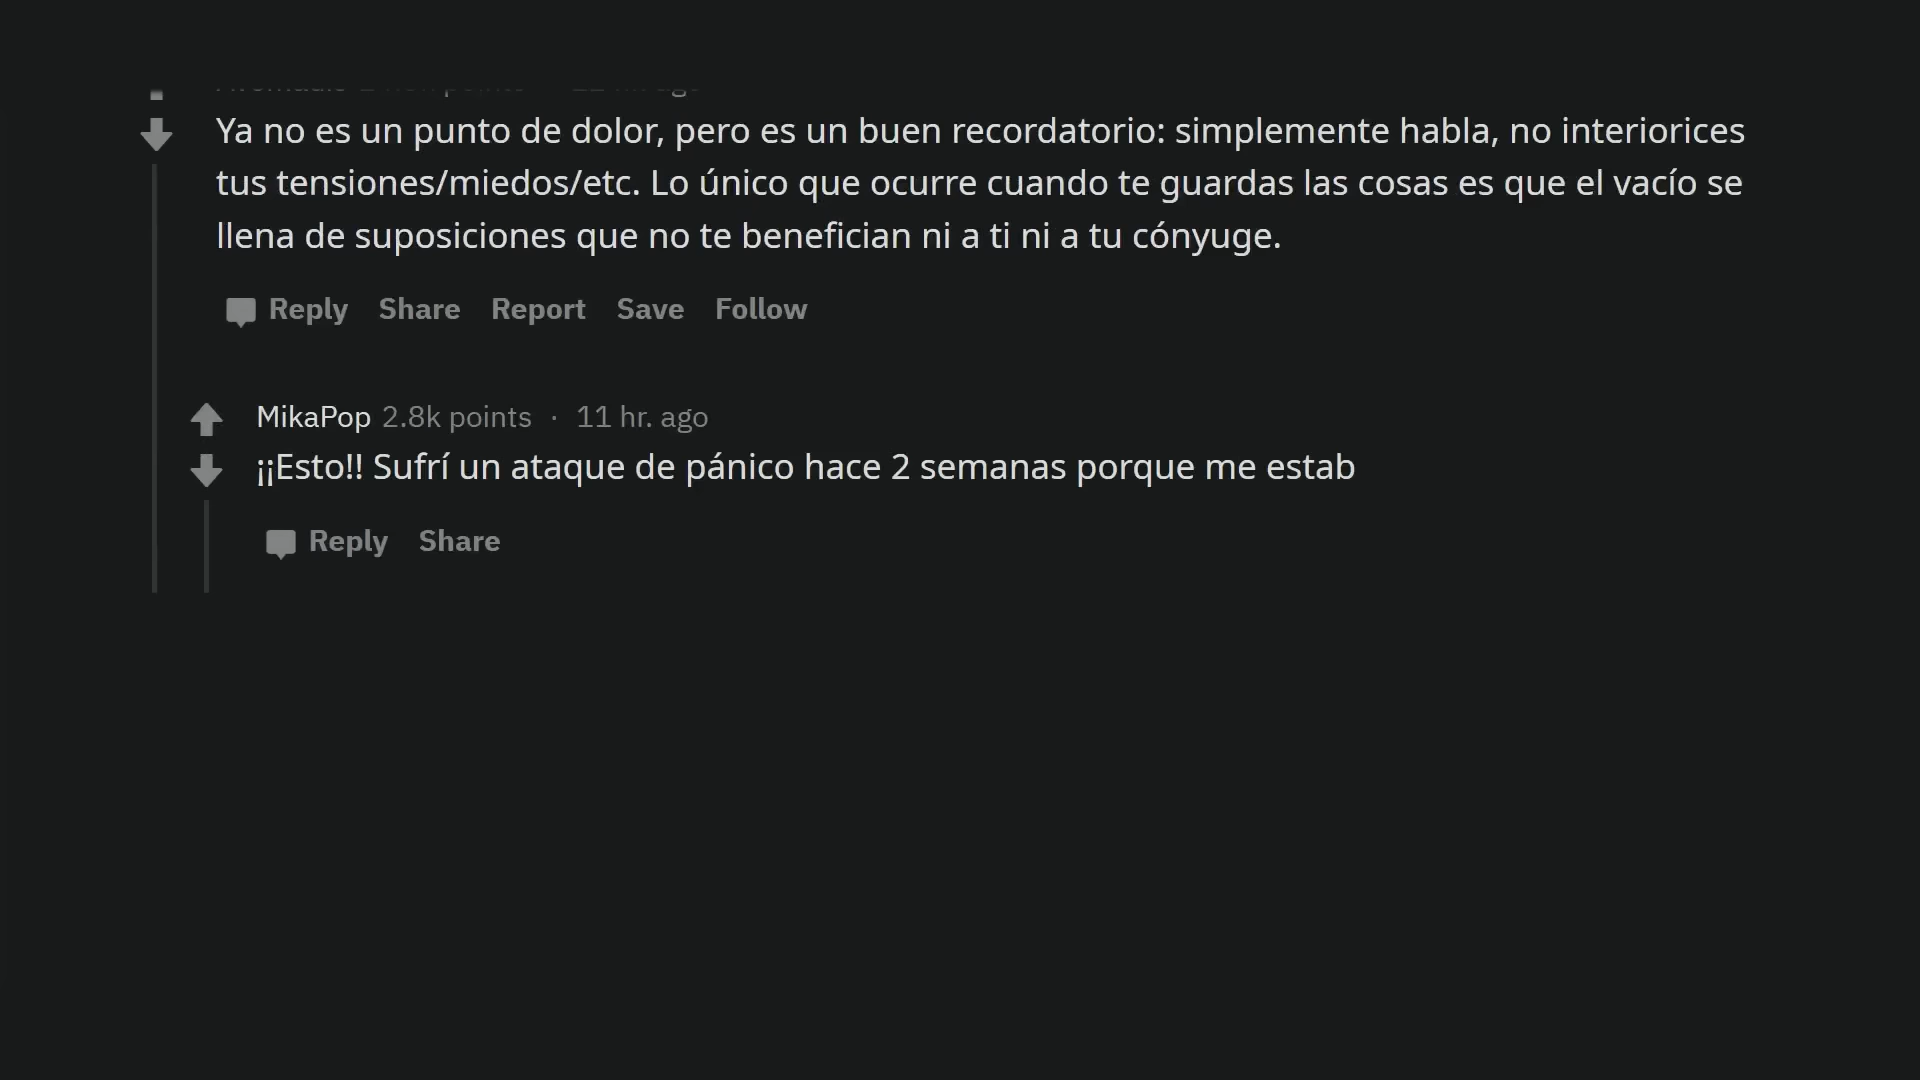 Ya no es un punto de dolor, pero es un buen recordatorio: simplemente habla, no interiorices
tus tensiones/miedos/etc. Lo único que ocurre cuando te guardas las cosas es que el vacío se
llena de suposiciones que no te benefician ni a ti ni a tu cónyuge.
Reply Share Report Save Follow
MikaPop 2.8k points · 11 hr. ago
¡¡Esto!! Sufrí un ataque de pánico hace 2 semanas porque me estab
Reply Share